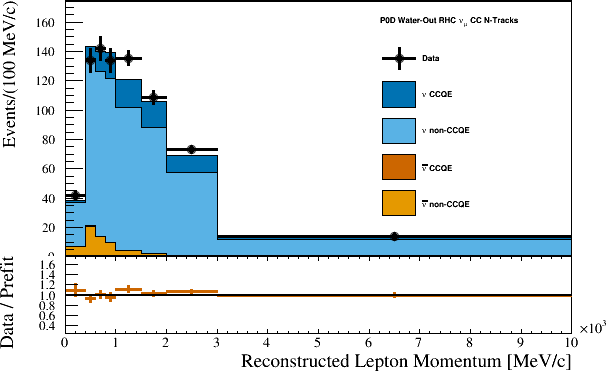 P0D Water-Out RHC ν μ CC N-Tracks
Data
ν CCQE
ν non-CCQE
ν̅ CCQE
ν̅ non-CCQE
Events/(100 MeV/c)
160
140
120
100
80
60
40
20
0
Data / Prefit
1.6
1.4
1.2
1.0
0.8
0.6
0.4
0 1 2 3 4 5 6 7 8 9 10
×10³
Reconstructed Lepton Momentum [MeV/c]